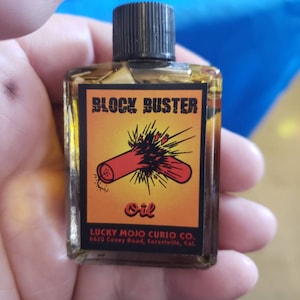 BLOCK BUSTER
Oil
LUCKY MOJO CURIO CO.
6632 Covey Road, Forestville, Cal.